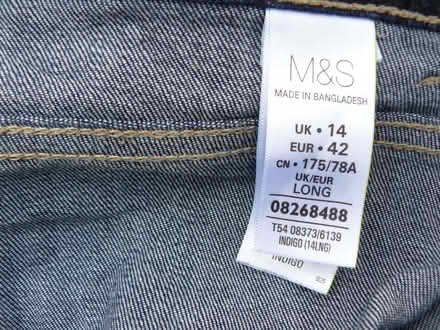 M&S
MADE IN BANGLADESH
UK • 14
EUR • 42
CN • 175/78A
UK/EUR
LONG
08268488
T54 08373/6139
INDIGO (14LNG)
INDIGO